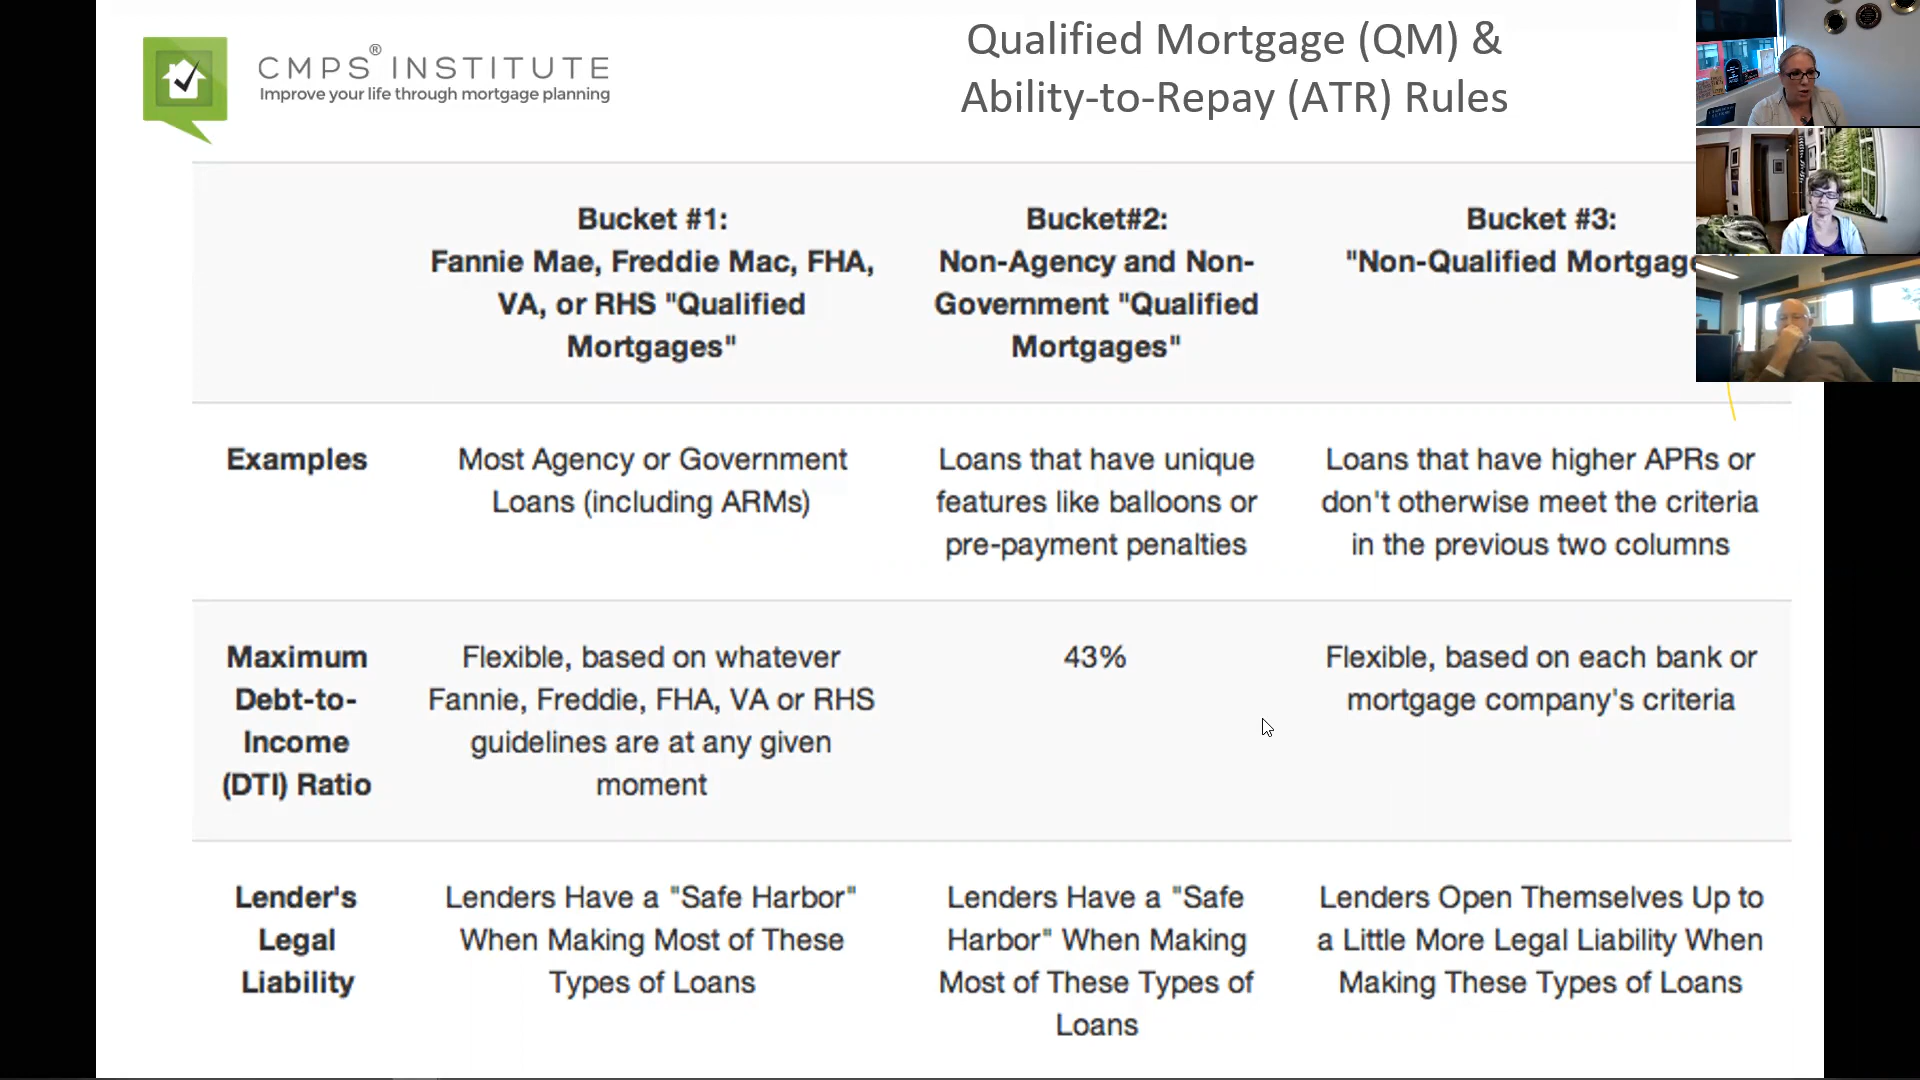 CMPS® INSTITUTE
Improve your life through mortgage planning
Qualified Mortgage (QM) &
Ability-to-Repay (ATR) Rules
Bucket #1:
Fannie Mae, Freddie Mac, FHA,
VA, or RHS "Qualified
Mortgages"
Bucket#2:
Non-Agency and Non-
Government "Qualified
Mortgages"
Bucket #3:
"Non-Qualified Mortgage
Examples
Most Agency or Government
Loans (including ARMs)
Loans that have unique
features like balloons or
pre-payment penalties
Loans that have higher APRs or
don't otherwise meet the criteria
in the previous two columns
Maximum
Debt-to-
Income
(DTI) Ratio
Flexible, based on whatever
Fannie, Freddie, FHA, VA or RHS
guidelines are at any given
moment
43%
Flexible, based on each bank or
mortgage company's criteria
Lender's
Legal
Liability
Lenders Have a "Safe Harbor"
When Making Most of These
Types of Loans
Lenders Have a "Safe
Harbor" When Making
Most of These Types of
Loans
Lenders Open Themselves Up to
a Little More Legal Liability When
Making These Types of Loans